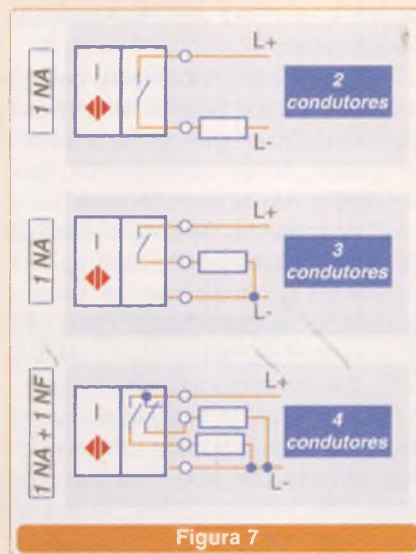 1 NA
L+
2
condutores
L-
1 NA
L+
3
condutores
L-
1 NA + 1 NF
L+
4
condutores
L-
Figura 7